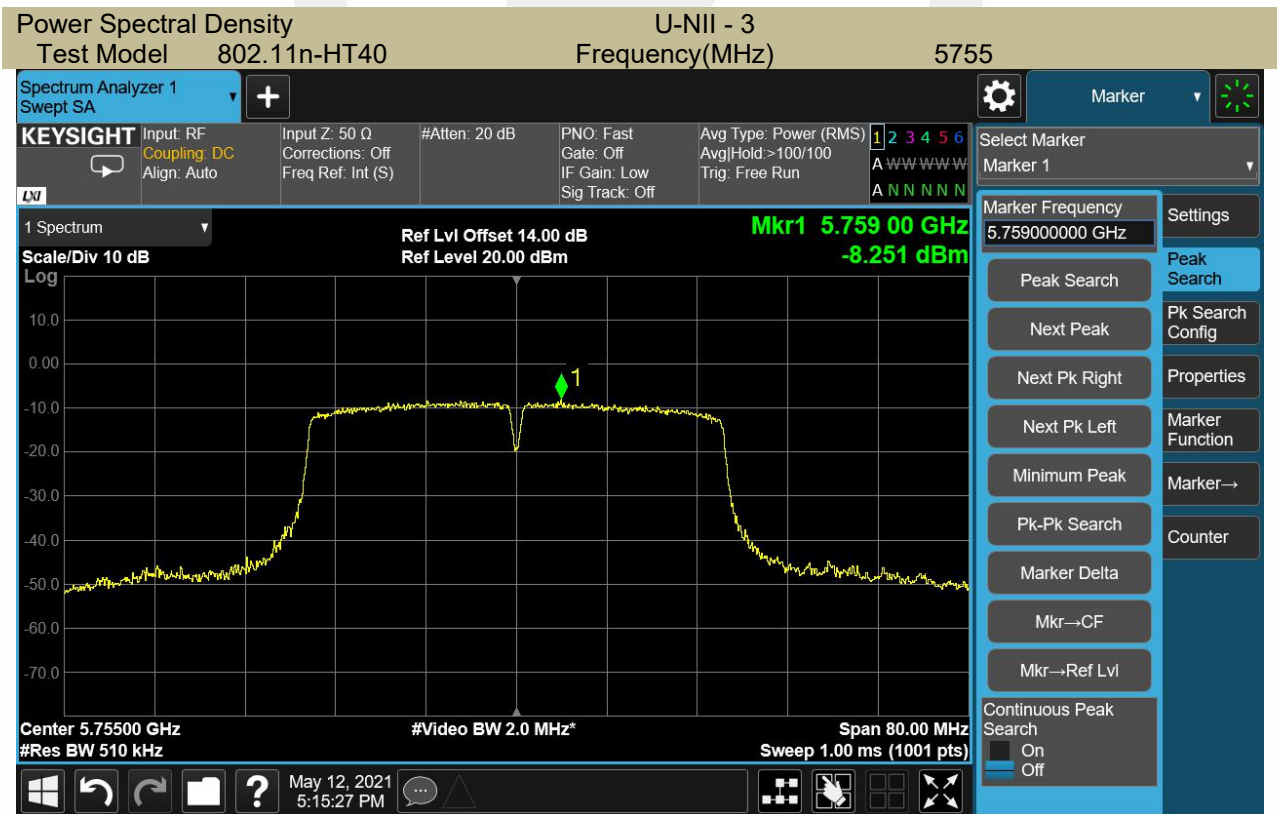 Power Spectral Density U-NII - 3
Test Model 802.11n-HT40 Frequency(MHz) 5755
Spectrum Analyzer 1
Swept SA
+
Marker
KEYSIGHT
LXI
Input: RF
Coupling: DC
Align: Auto
Input Z: 50 Ω
Corrections: Off
Freq Ref: Int (S)
#Atten: 20 dB
PNO: Fast
Gate: Off
IF Gain: Low
Sig Track: Off
Avg Type: Power (RMS)
Avg|Hold:>100/100
Trig: Free Run
1 2 3 4 5 6
A W W W W W
A N N N N N
Select Marker
Marker 1
1 Spectrum
Scale/Div 10 dB
Ref Lvl Offset 14.00 dB
Ref Level 20.00 dBm
Mkr1 5.759 00 GHz
-8.251 dBm
Log
10.0
0.00
-10.0
-20.0
-30.0
-40.0
-50.0
-60.0
-70.0
1
Center 5.75500 GHz
#Res BW 510 kHz
#Video BW 2.0 MHz*
Span 80.00 MHz
Sweep 1.00 ms (1001 pts)
Marker Frequency
5.759000000 GHz
Peak Search
Next Peak
Next Pk Right
Next Pk Left
Minimum Peak
Pk-Pk Search
Marker Delta
Mkr→CF
Mkr→Ref Lvl
Continuous Peak
Search
On
Off
Settings
Peak
Search
Pk Search
Config
Properties
Marker
Function
Marker→
Counter
?
May 12, 2021
5:15:27 PM